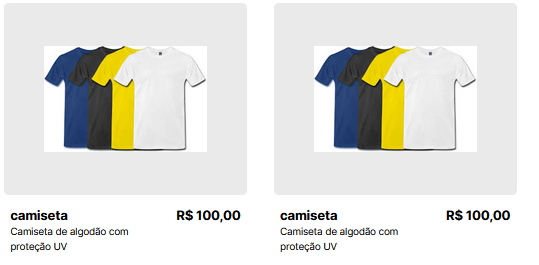 camiseta R$ 100,00
Camiseta de algodão com
proteção UV
camiseta R$ 100,00
Camiseta de algodão com
proteção UV